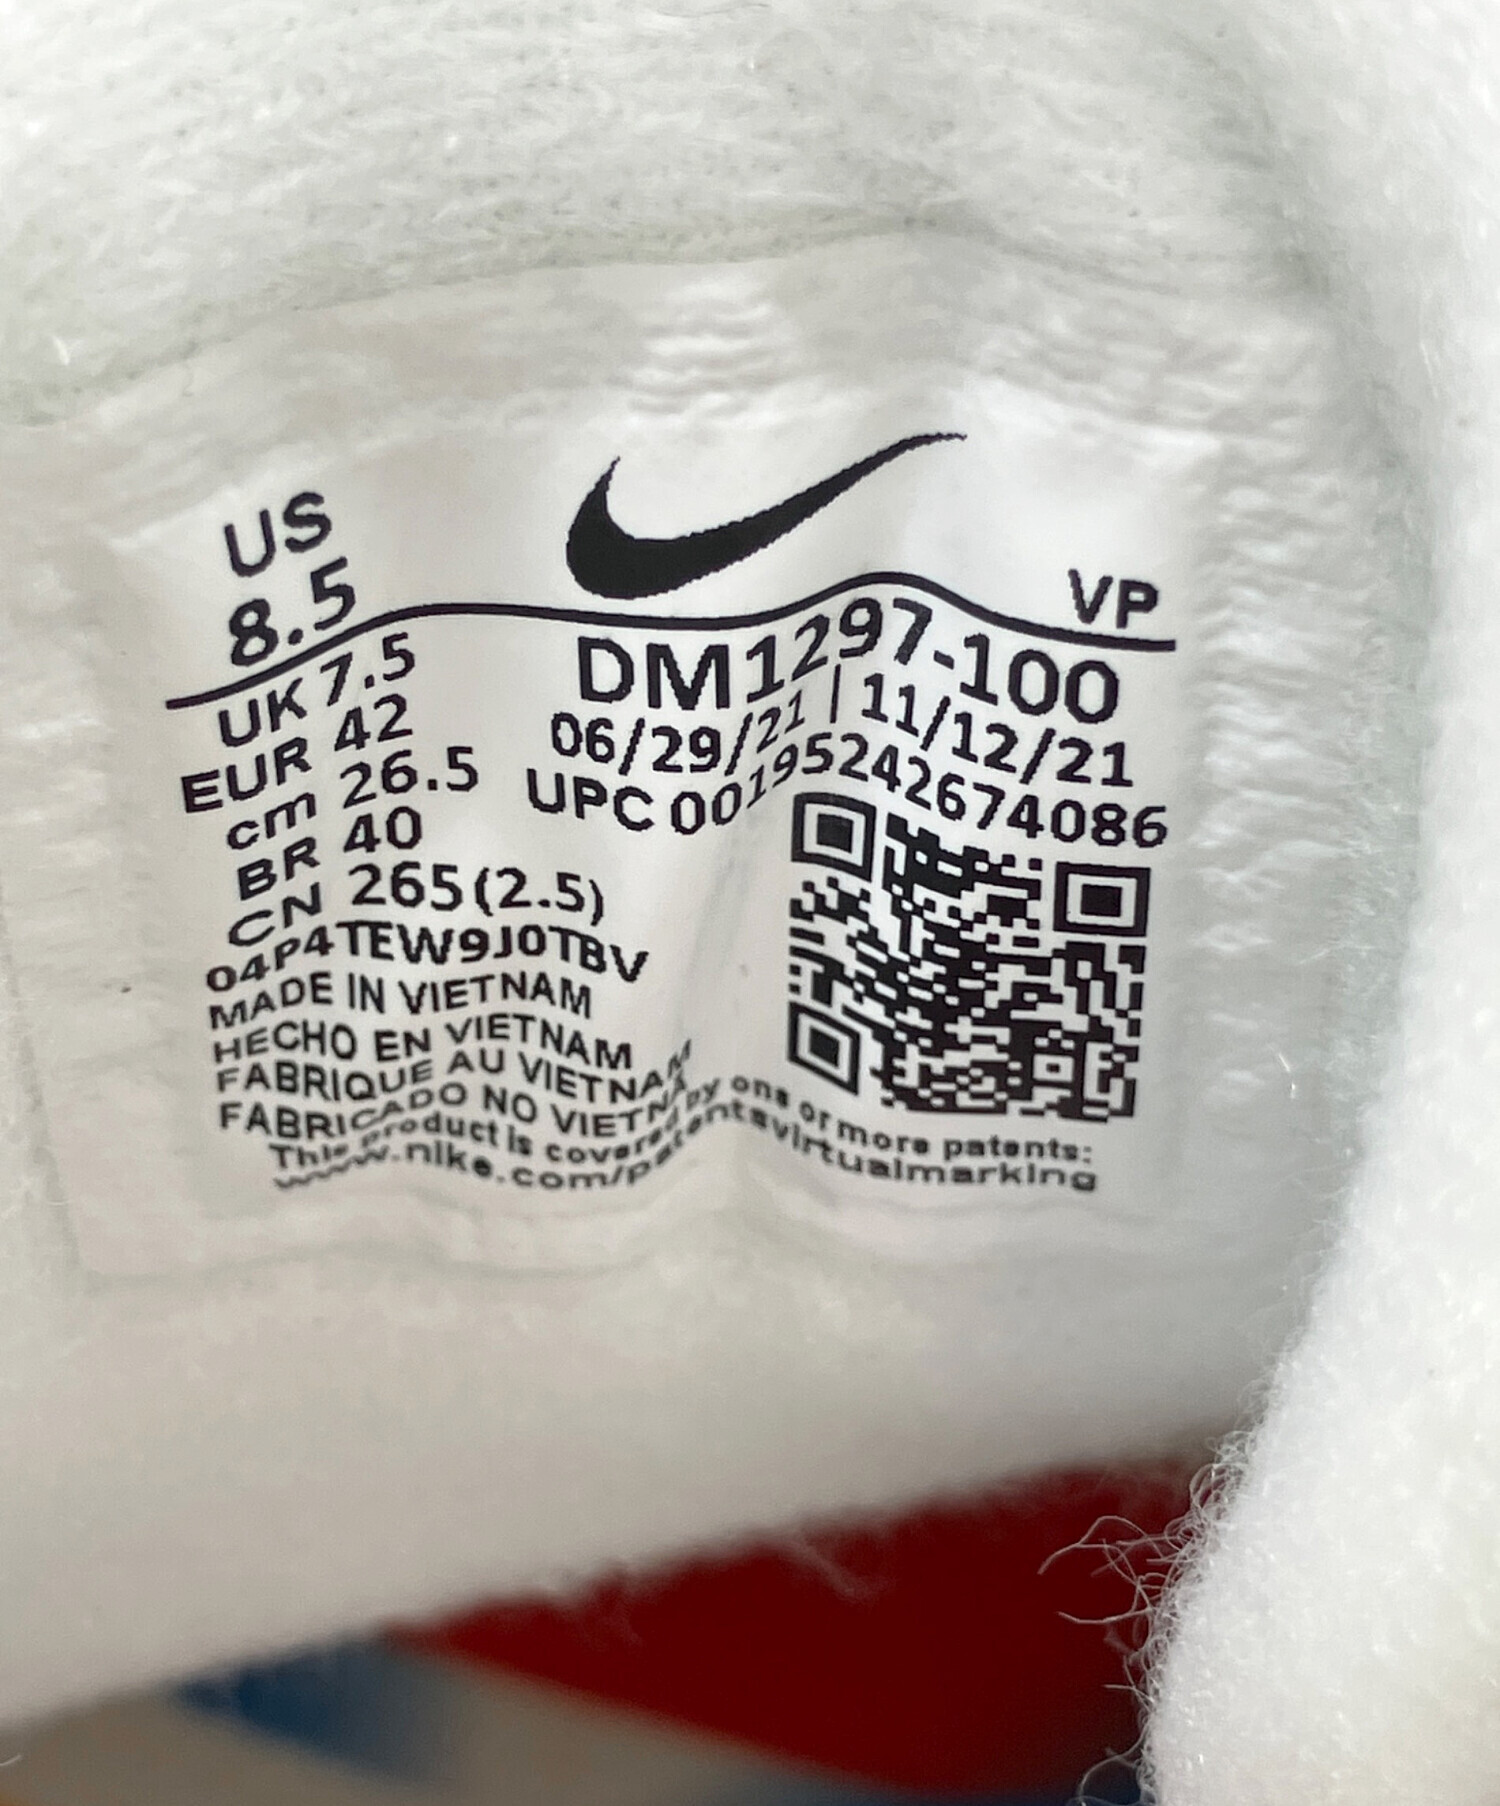 US
8.5
VP
UK 7.5
EUR 42
cm 26.5
BR 40
CN 265(2.5)
DM1297-100
06/29/21 | 11/12/21
UPC 00195242674086
04P4TEW9J0TBV
MADE IN VIETNAM
HECHO EN VIETNAM
FABRIQUE AU VIETNAM
FABRICADO NO VIETNA
This product is covered by one or more patents:
www.nike.com/patentsvirtualmarking